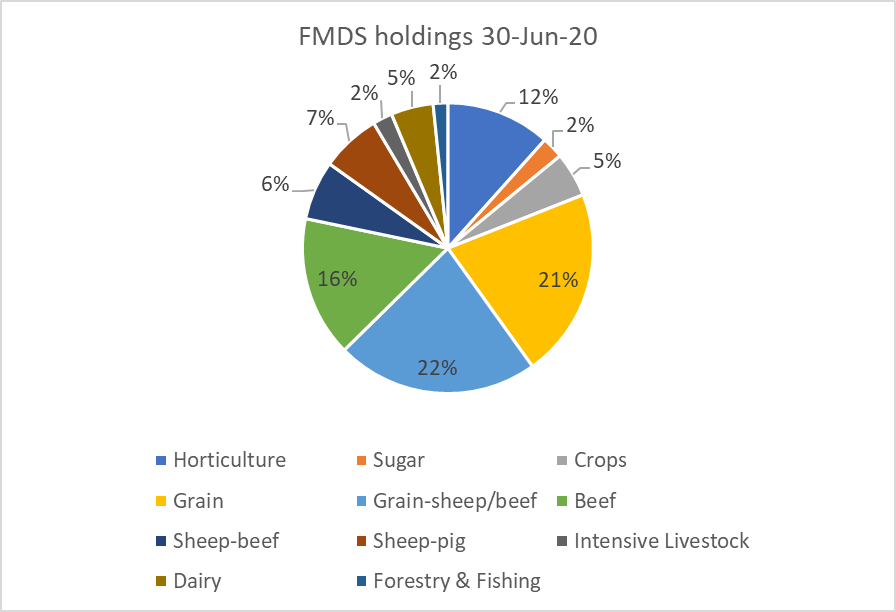 FMDS holdings 30-Jun-20
2%
5%
2%
12%
7%
2%
5%
6%
16%
21%
22%
Horticulture Sugar Crops
Grain Grain-sheep/beef Beef
Sheep-beef Sheep-pig Intensive Livestock
Dairy Forestry & Fishing